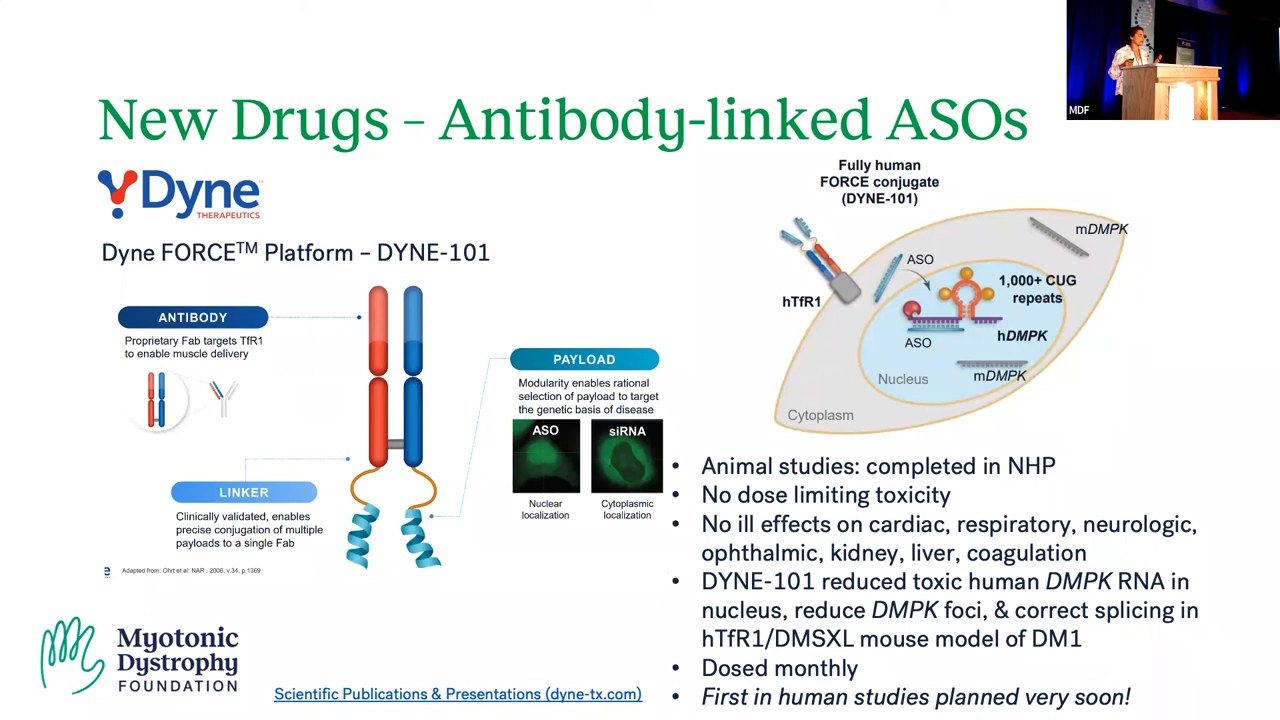 MDF
New Drugs – Antibody-linked ASOs
Dyne
THERAPEUTICS
Dyne FORCE™ Platform – DYNE-101
ANTIBODY
Proprietary Fab targets TfR1
to enable muscle delivery
PAYLOAD
Modularity enables rational
selection of payload to target
the genetic basis of disease
ASO
siRNA
Nuclear
localization
Cytoplasmic
localization
LINKER
Clinically validated, enables
precise conjugation of multiple
payloads to a single Fab
Adapted from: Ohrt et al: NAR , 2006, v.34, p.1369
Fully human
FORCE conjugate
(DYNE-101)
hTfR1
ASO
mDMPK
1,000+ CUG
repeats
hDMPK
ASO
mDMPK
Nucleus
Cytoplasm
• Animal studies: completed in NHP
• No dose limiting toxicity
• No ill effects on cardiac, respiratory, neurologic,
ophthalmic, kidney, liver, coagulation
• DYNE-101 reduced toxic human DMPK RNA in
nucleus, reduce DMPK foci, & correct splicing in
hTfR1/DMSXL mouse model of DM1
• Dosed monthly
• First in human studies planned very soon!
Myotonic
Dystrophy
FOUNDATION
Scientific Publications & Presentations (dyne-tx.com)